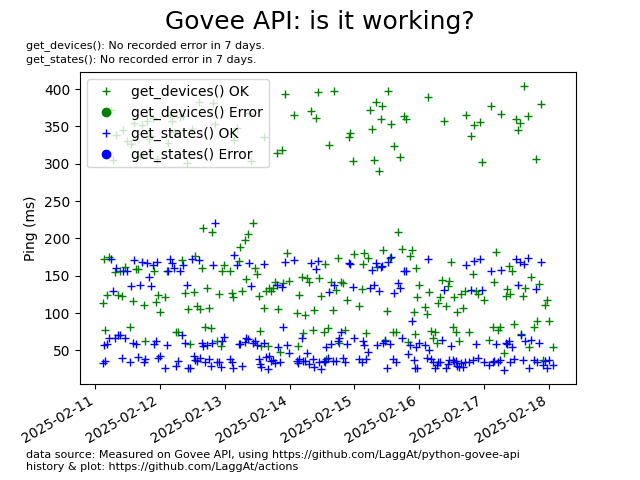 Govee API: is it working?
get_devices(): No recorded error in 7 days.
get_states(): No recorded error in 7 days.
get_devices() OK
get_devices() Error
get_states() OK
get_states() Error
Ping (ms)
400
350
300
250
200
150
100
50
2025-02-11
2025-02-12
2025-02-13
2025-02-14
2025-02-15
2025-02-16
2025-02-17
2025-02-18
data source: Measured on Govee API, using https://github.com/LaggAt/python-govee-api
history & plot: https://github.com/LaggAt/actions